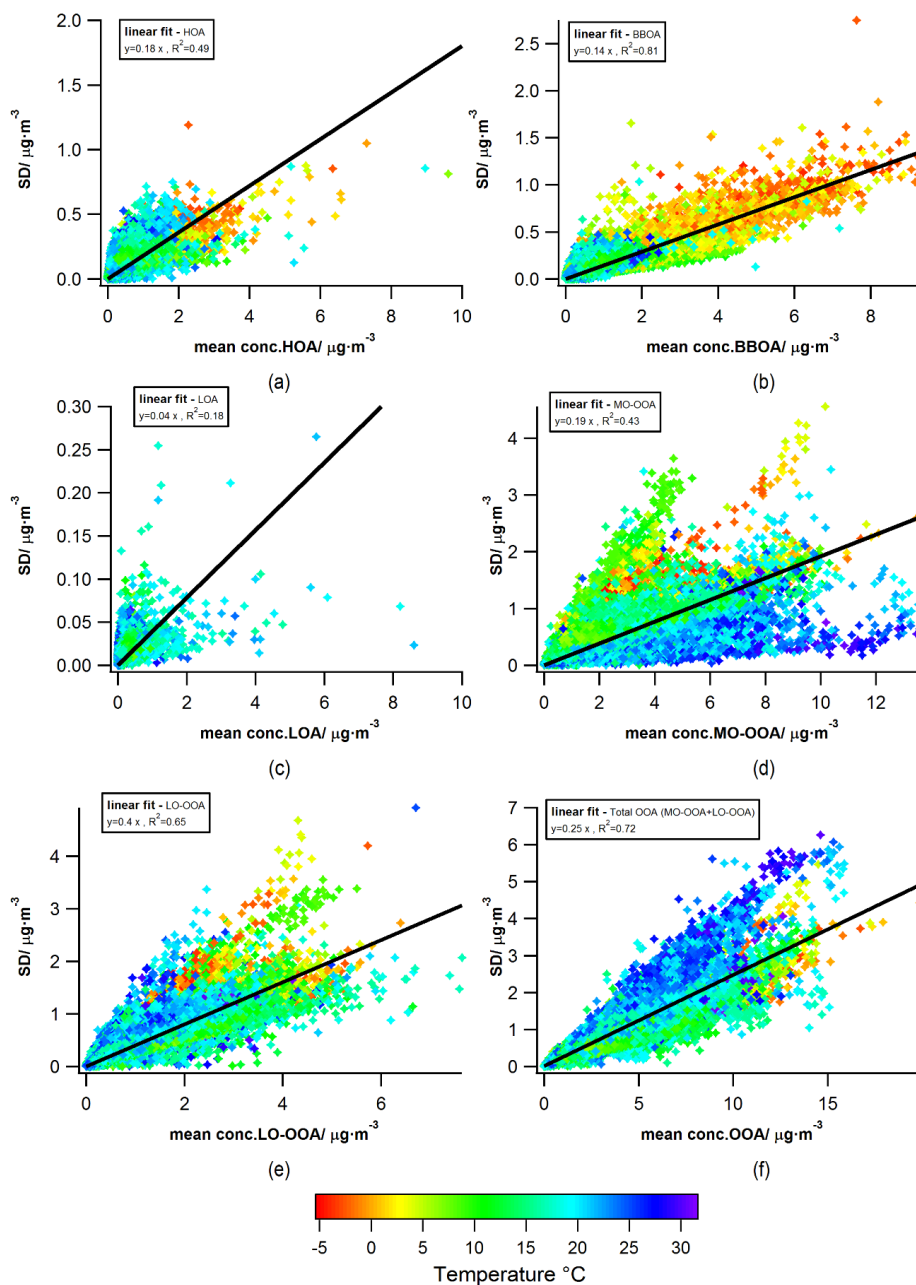 linear fit - HOA
y=0.18 x , R²=0.49
2.0
1.5
1.0
0.5
0.0
SD/ µg·m⁻³
0 2 4 6 8 10
mean conc.HOA/ µg·m⁻³
(a)
linear fit - BBOA
y=0.14 x , R²=0.81
2.5
2.0
1.5
1.0
0.5
0.0
SD/ µg·m⁻³
0 2 4 6 8
mean conc.BBOA/ µg·m⁻³
(b)
linear fit - LOA
y=0.04 x , R²=0.18
0.30
0.25
0.20
0.15
0.10
0.05
0.00
SD/ µg·m⁻³
0 2 4 6 8 10
mean conc.LOA/ µg·m⁻³
(c)
linear fit - MO-OOA
y=0.19 x , R²=0.43
4
3
2
1
0
SD/ µg·m⁻³
0 2 4 6 8 10 12
mean conc.MO-OOA/ µg·m⁻³
(d)
linear fit - LO-OOA
y=0.4 x , R²=0.65
4
3
2
1
0
SD/ µg·m⁻³
0 2 4 6
mean conc.LO-OOA/ µg·m⁻³
(e)
linear fit - Total OOA (MO-OOA+LO-OOA)
y=0.25 x , R²=0.72
7
6
5
4
3
2
1
0
SD/ µg·m⁻³
0 5 10 15
mean conc.OOA/ µg·m⁻³
(f)
-5 0 5 10 15 20 25 30
Temperature °C